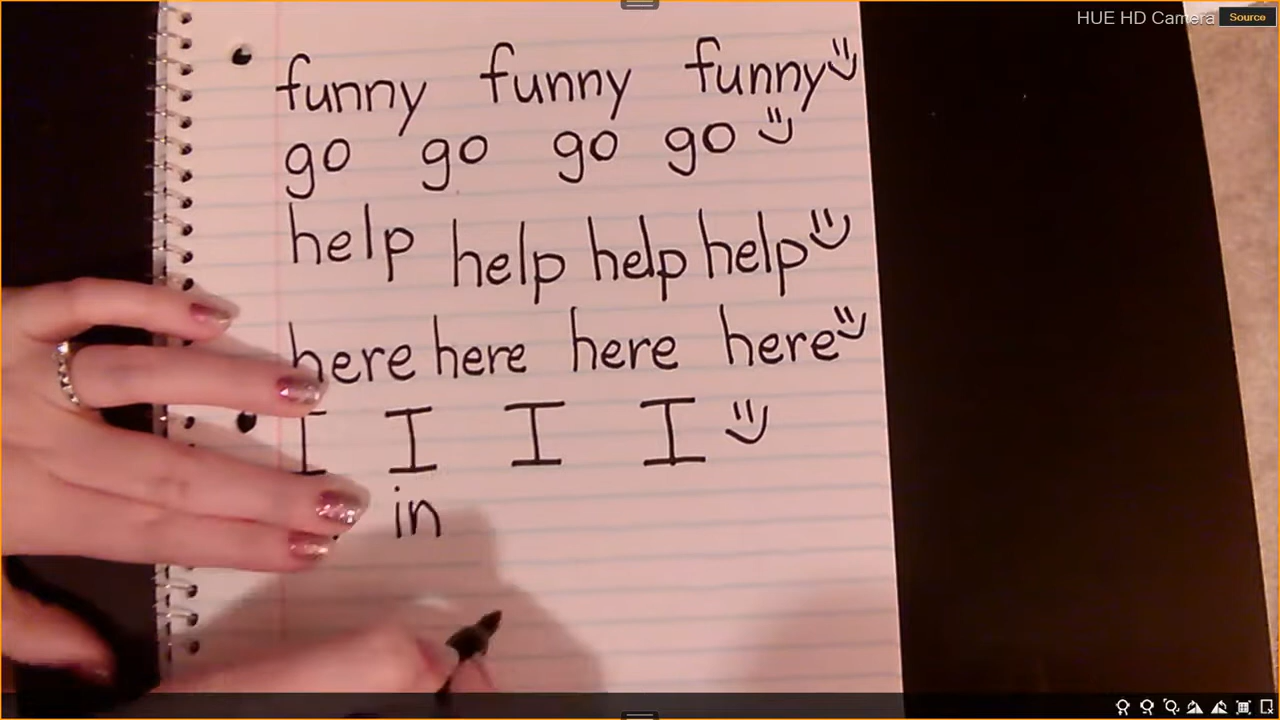 HUE HD Camera Source
funny funny funny
go go go go
help help help help
here here here here
I I I I
in